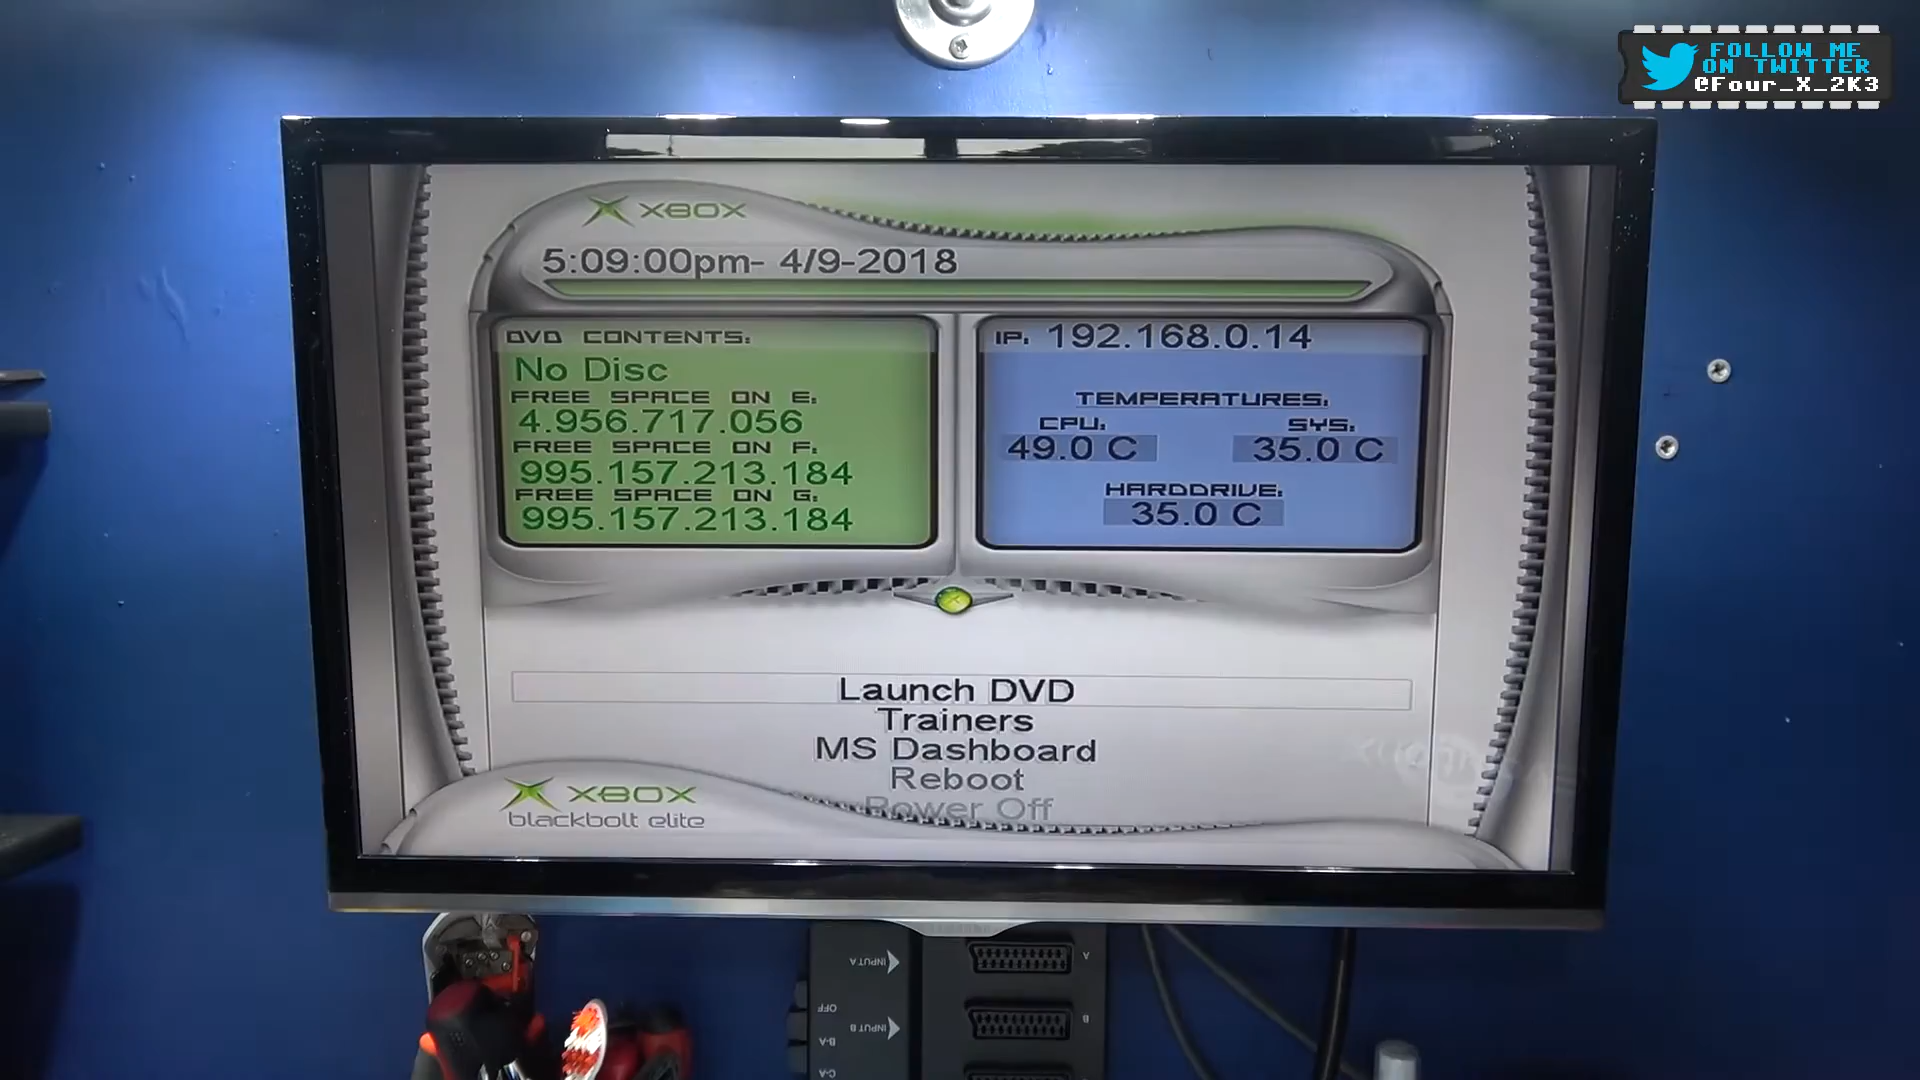 FOLLOW ME
ON TWITTER
@Four_X_2K3
XBOX
5:09:00pm- 4/9-2018
DVD CONTENTS:
No Disc
FREE SPACE ON E:
4.956.717.056
FREE SPACE ON F:
995.157.213.184
FREE SPACE ON G:
995.157.213.184
IP: 192.168.0.14
TEMPERATURES:
CPU:
49.0 C
SYS:
35.0 C
HARDDRIVE:
35.0 C
Launch DVD
Trainers
MS Dashboard
Reboot
Power Off
XBOX
blackbolt elite
INPUT A
A
OFF
INPUT B
B
B-A
C-A